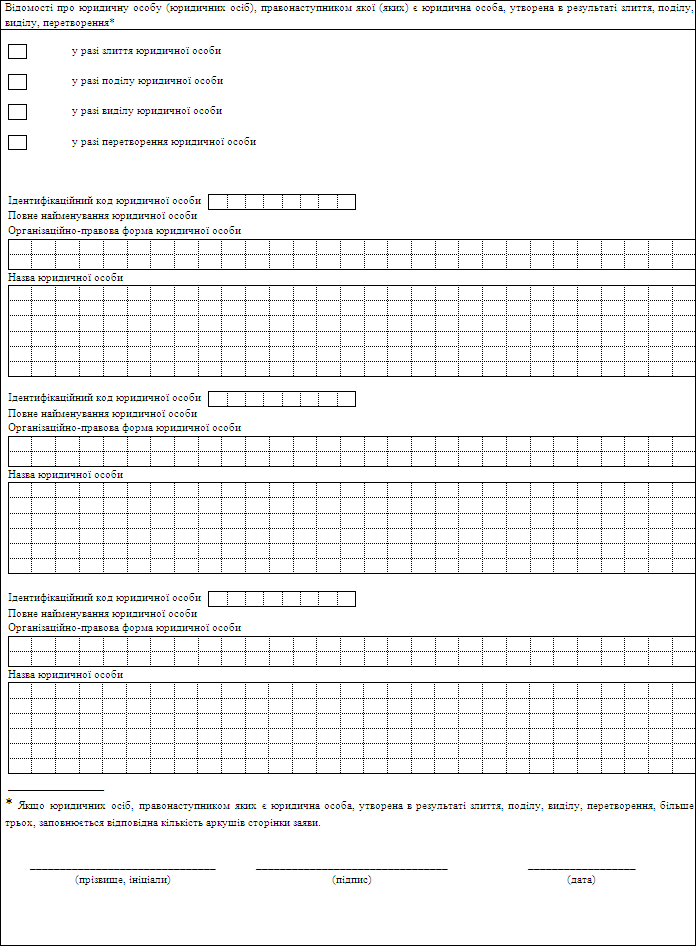 Відомості про юридичну особу (юридичних осіб), правонаступником якої (яких) є юридична особа, утворена в результаті злиття, поділу,
виділу, перетворення*
у разі злиття юридичної особи
у разі поділу юридичної особи
у разі виділу юридичної особи
у разі перетворення юридичної особи
Ідентифікаційний код юридичної особи
Повне найменування юридичної особи
Організаційно-правова форма юридичної особи
Назва юридичної особи
Ідентифікаційний код юридичної особи
Повне найменування юридичної особи
Організаційно-правова форма юридичної особи
Назва юридичної особи
Ідентифікаційний код юридичної особи
Повне найменування юридичної особи
Організаційно-правова форма юридичної особи
Назва юридичної особи
* Якщо юридичних осіб, правонаступником яких є юридична особа, утворена в результаті злиття, поділу, виділу, перетворення, більше
трьох, заповнюється відповідна кількість аркушів сторінки заяви.
(прізвище, ініціали) (підпис) (дата)